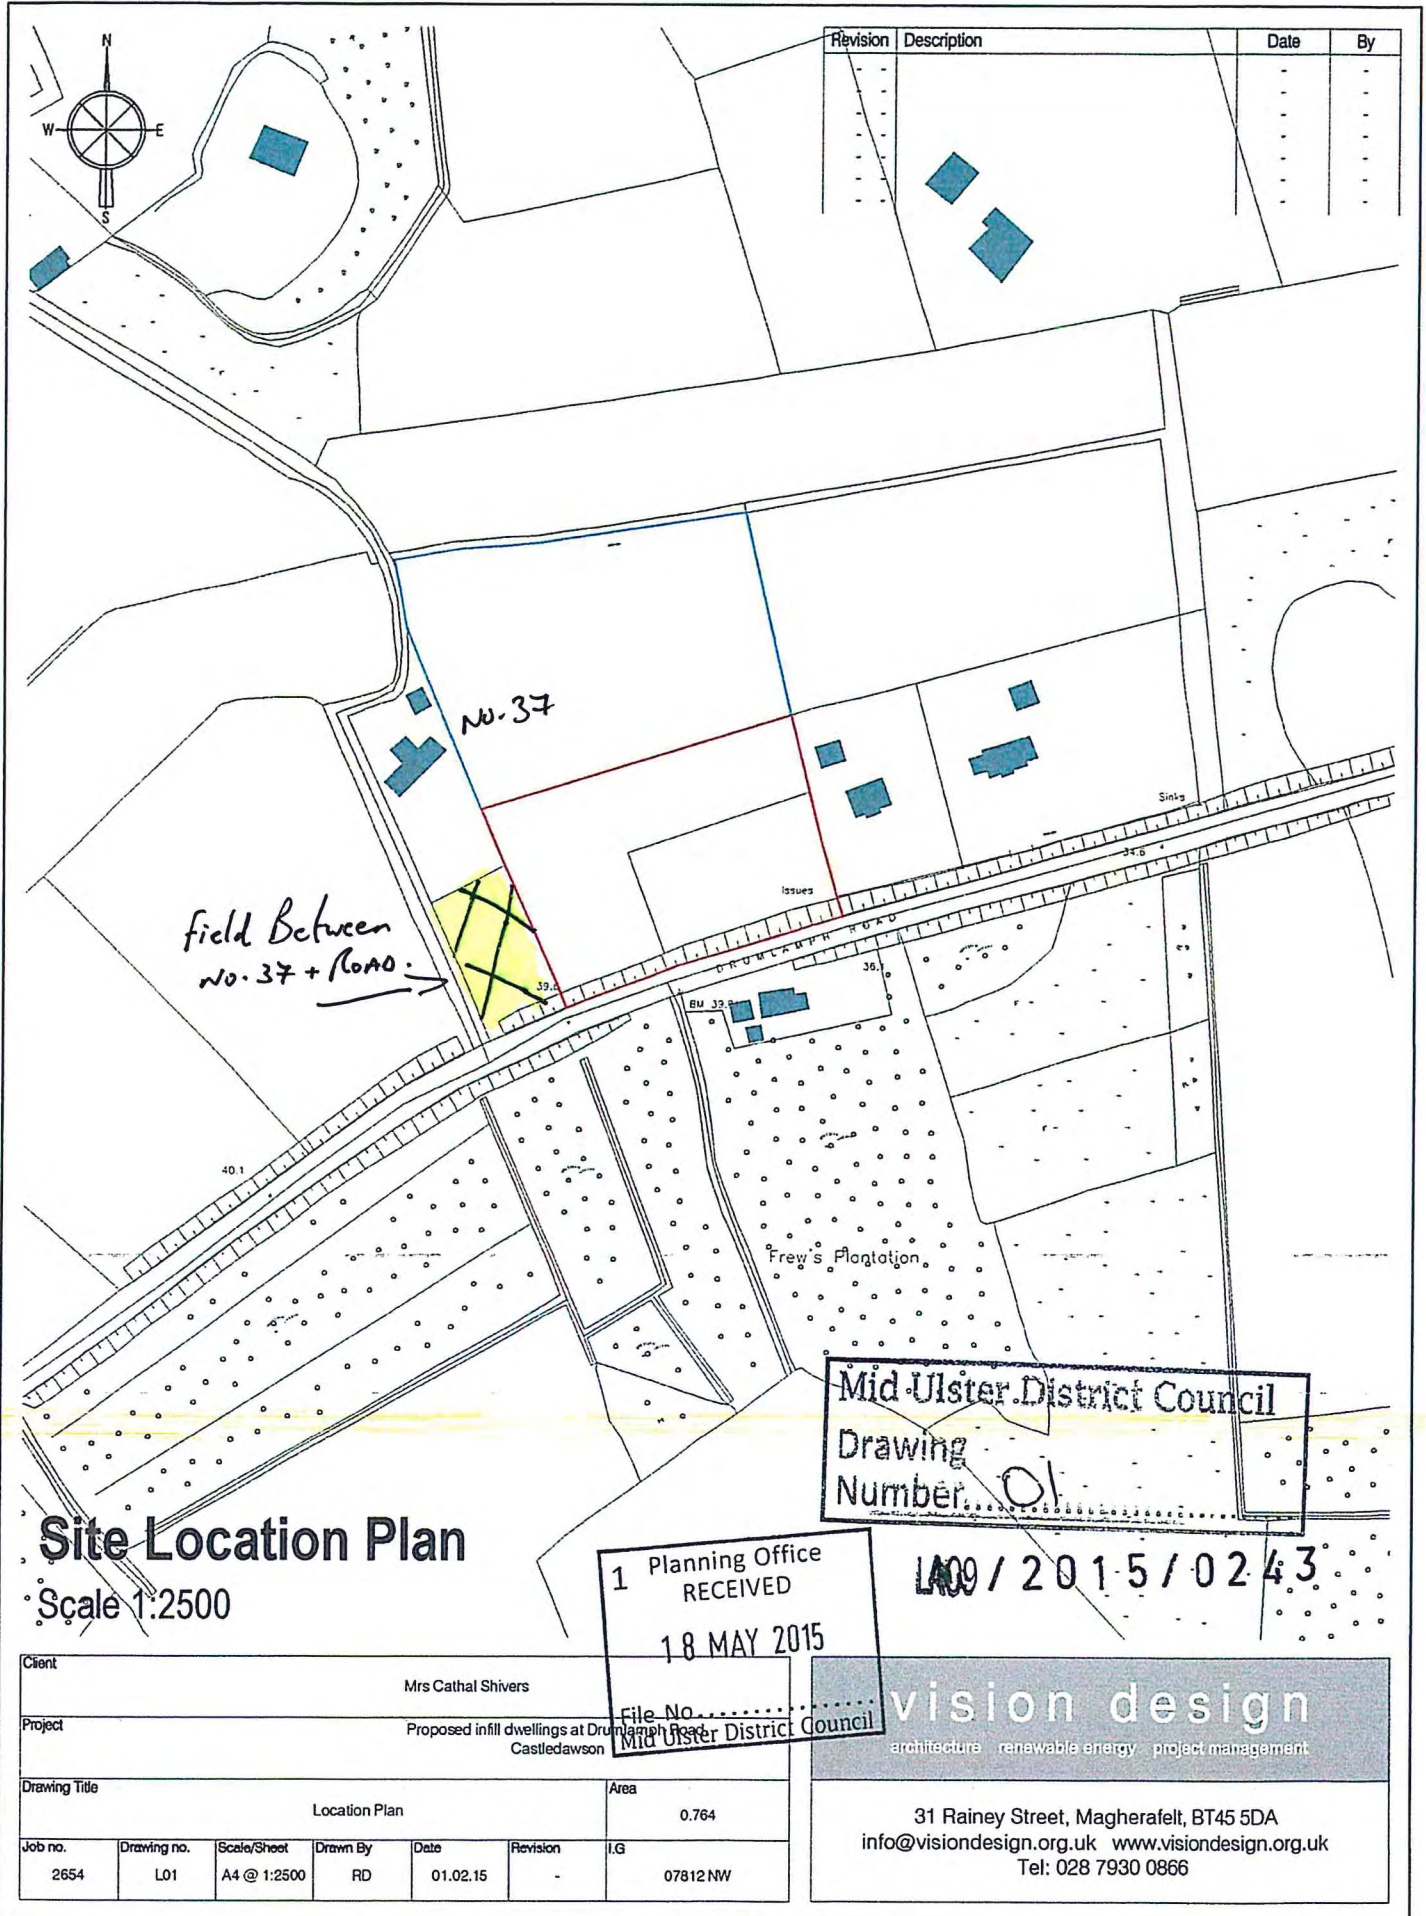 Revision Description Date By
N
W E
S
No. 37
field Between
No. 37 + ROAD.
Sinks
34.6
Issues
DRUMLAMPH ROAD
36.
39.
BM 39.
40.1
Frew's Plantation
Mid Ulster District Council
Drawing
Number 01
Site Location Plan
Scale 1:2500
1 Planning Office
RECEIVED
18 MAY 2015
File No
Mid Ulster District Council
LA09/2015/0243
Client
Mrs Cathal Shivers
Project
Proposed infill dwellings at Drumlamph Road,
Castledawson
Drawing Title
Location Plan
Area
0.764
Job no. Drawing no. Scale/Sheet Drawn By Date Revision I.G
2654 L01 A4 @ 1:2500 RD 01.02.15 - 07812NW
vision design
architecture renewable energy project management
31 Rainey Street, Magherafelt, BT45 5DA
info@visiondesign.org.uk www.visiondesign.org.uk
Tel: 028 7930 0866